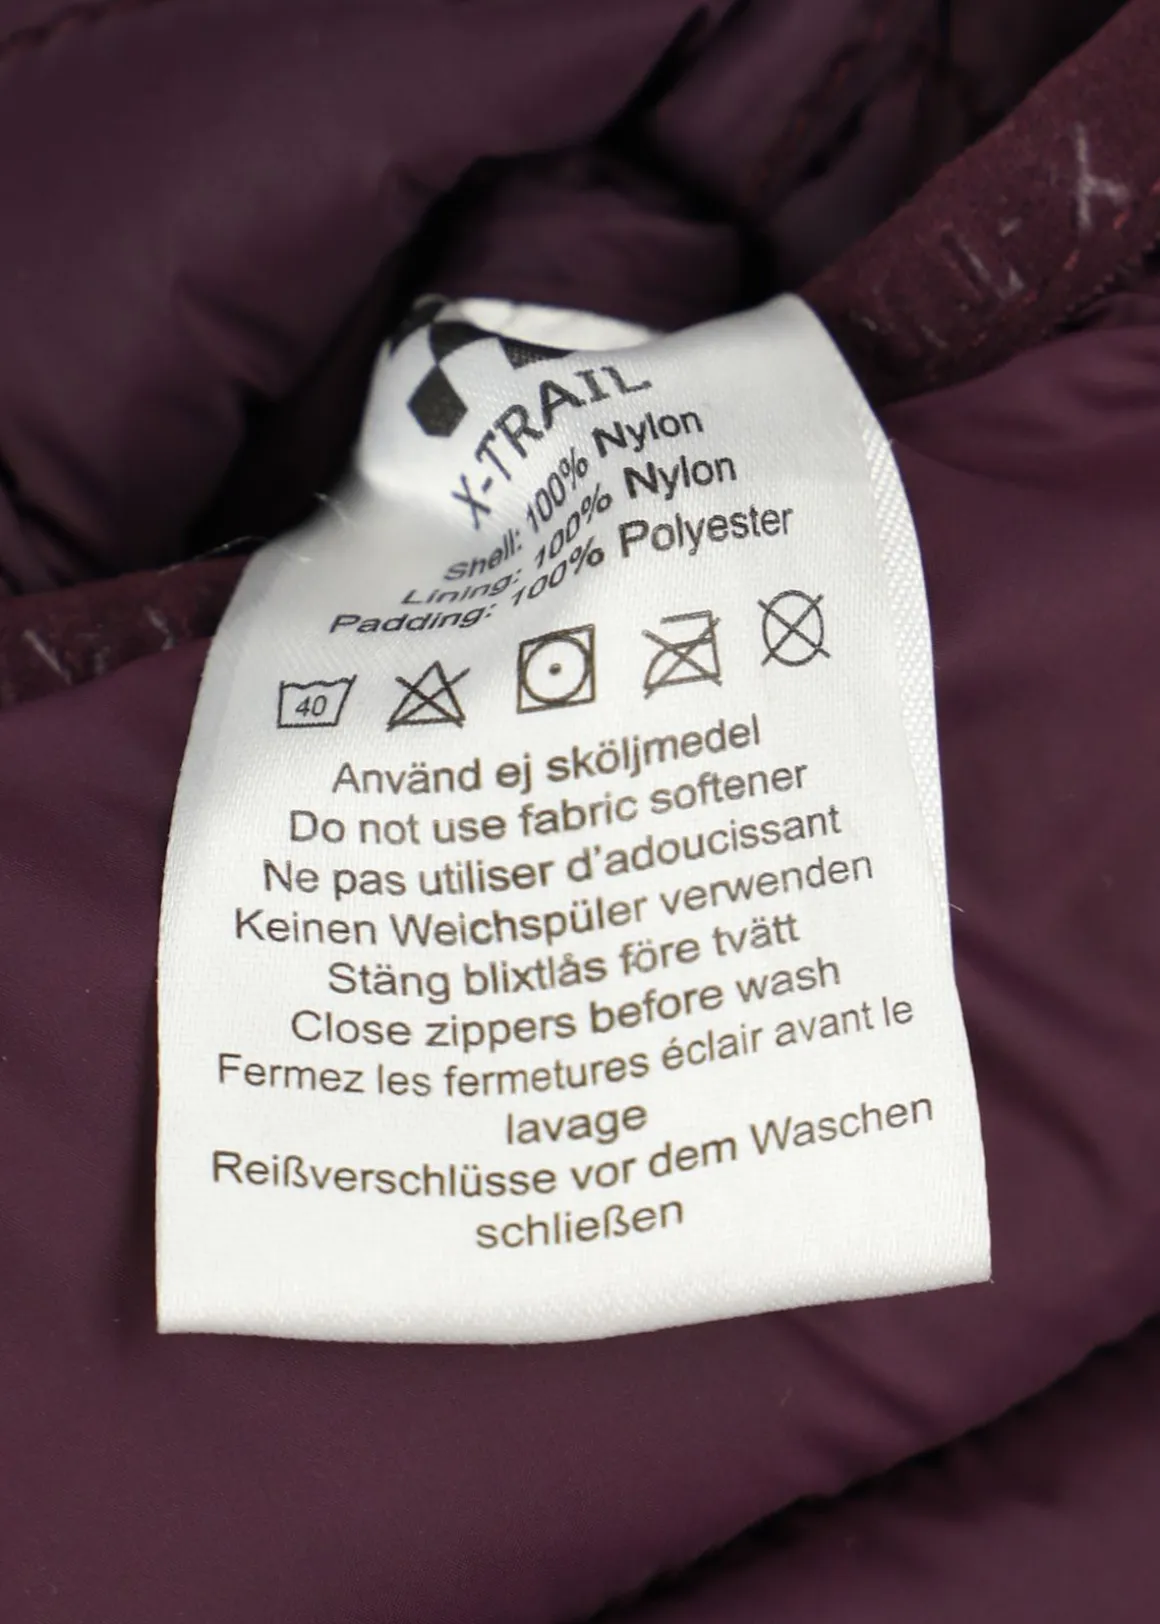 X-TRAIL
Shell: 100% Nylon
Lining: 100% Nylon
Padding: 100% Polyester
40
Använd ej sköljmedel
Do not use fabric softener
Ne pas utiliser d'adoucissant
Keinen Weichspüler verwenden
Stäng blixtlås före tvätt
Close zippers before wash
Fermez les fermetures éclair avant le
lavage
Reißverschlüsse vor dem Waschen
schließen